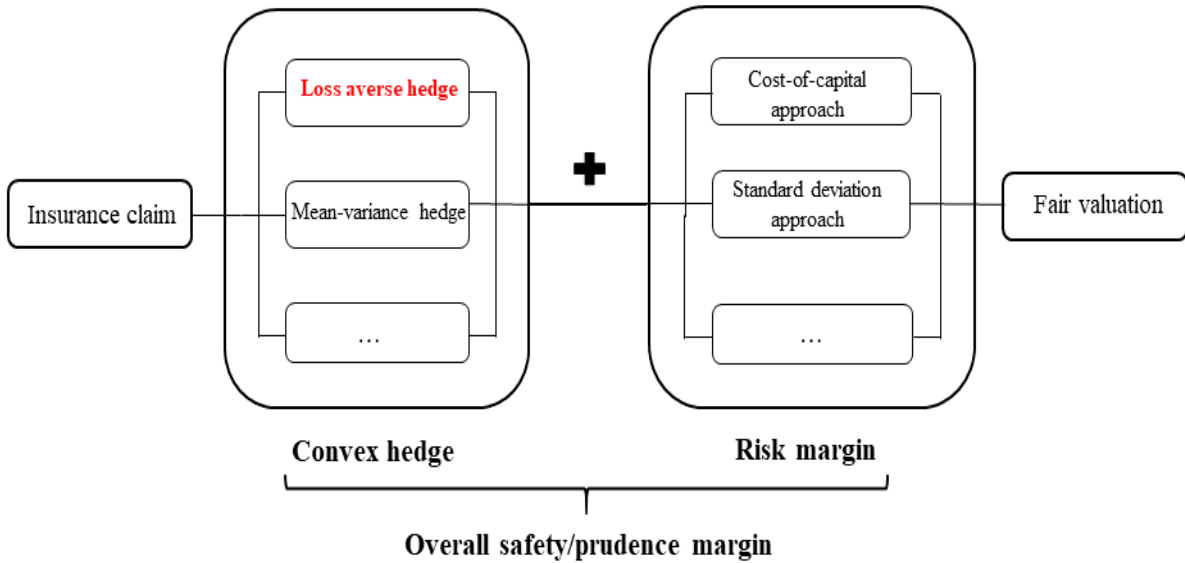 Insurance claim
Loss averse hedge
Mean-variance hedge
…
Convex hedge
Cost-of-capital
approach
Standard deviation
approach
…
Risk margin
Fair valuation
Overall safety/prudence margin